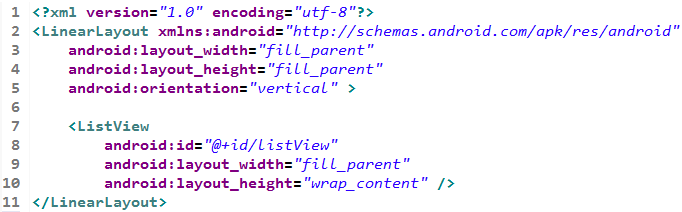 1 <?xml version="1.0" encoding="utf-8"?>
2 <LinearLayout xmlns:android="http://schemas.android.com/apk/res/android"
3     android:layout_width="fill_parent"
4     android:layout_height="fill_parent"
5     android:orientation="vertical" >
6
7     <ListView
8         android:id="@+id/listView"
9         android:layout_width="fill_parent"
10         android:layout_height="wrap_content" />
11 </LinearLayout>